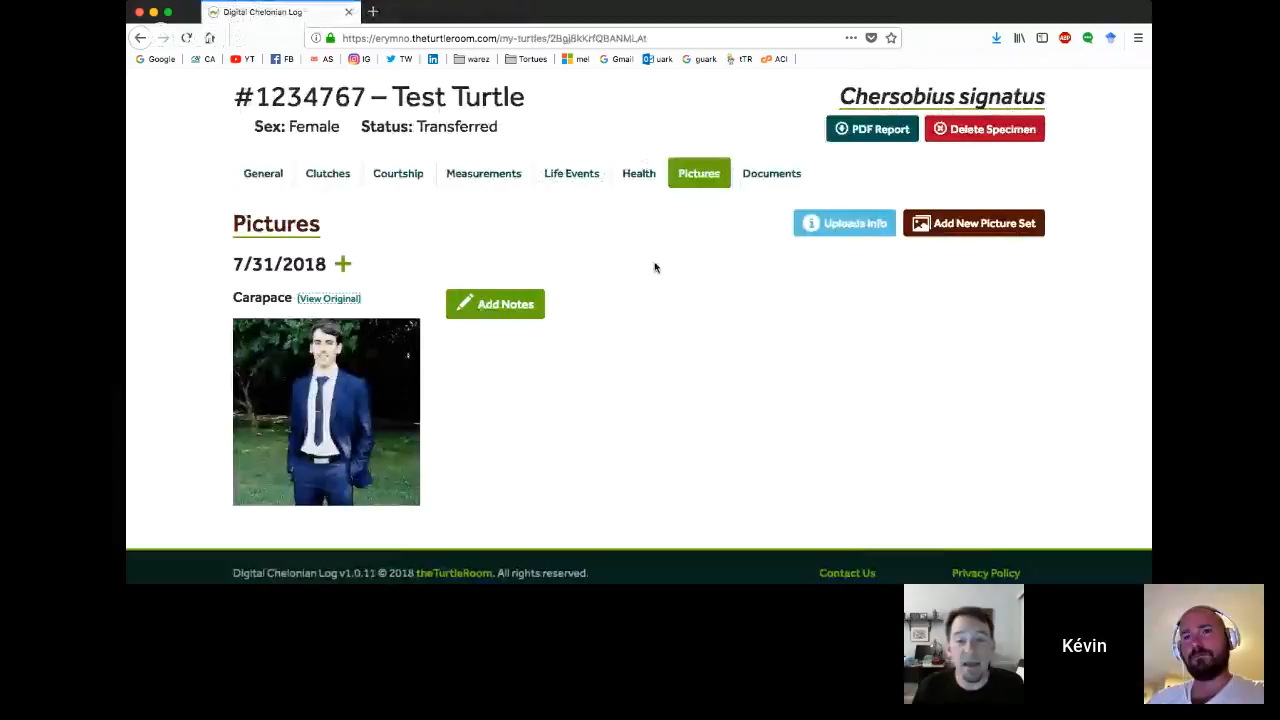 Digital Chelonian Log
https://erymno.theturtleroom.com/my-turtles/2Bgj8kKrfQBANMLAt
Google CA YT FB AS IG TW warez Tortues mel Gmail uark guark tTR ACI
#1234767 – Test Turtle
Chersobius signatus
Sex: Female Status: Transferred
PDF Report Delete Specimen
General Clutches Courtship Measurements Life Events Health Pictures Documents
Pictures
Uploads Info Add New Picture Set
7/31/2018
Carapace (View Original)
Add Notes
Digital Chelonian Log v1.0.11 © 2018 theTurtleRoom. All rights reserved.
Contact Us Privacy Policy
Kévin